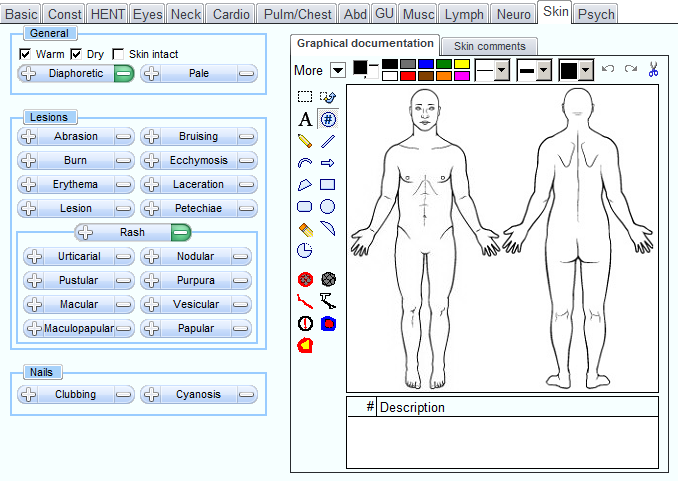 Basic Const HENT Eyes Neck Cardio Pulm/Chest Abd GU Musc Lymph Neuro Skin Psych
General
Warm Dry Skin intact
Diaphoretic Pale
Lesions
Abrasion Bruising
Burn Ecchymosis
Erythema Laceration
Lesion Petechiae
Rash
Urticarial Nodular
Pustular Purpura
Macular Vesicular
Maculopapular Papular
Nails
Clubbing Cyanosis
Graphical documentation Skin comments
More
A #
# Description